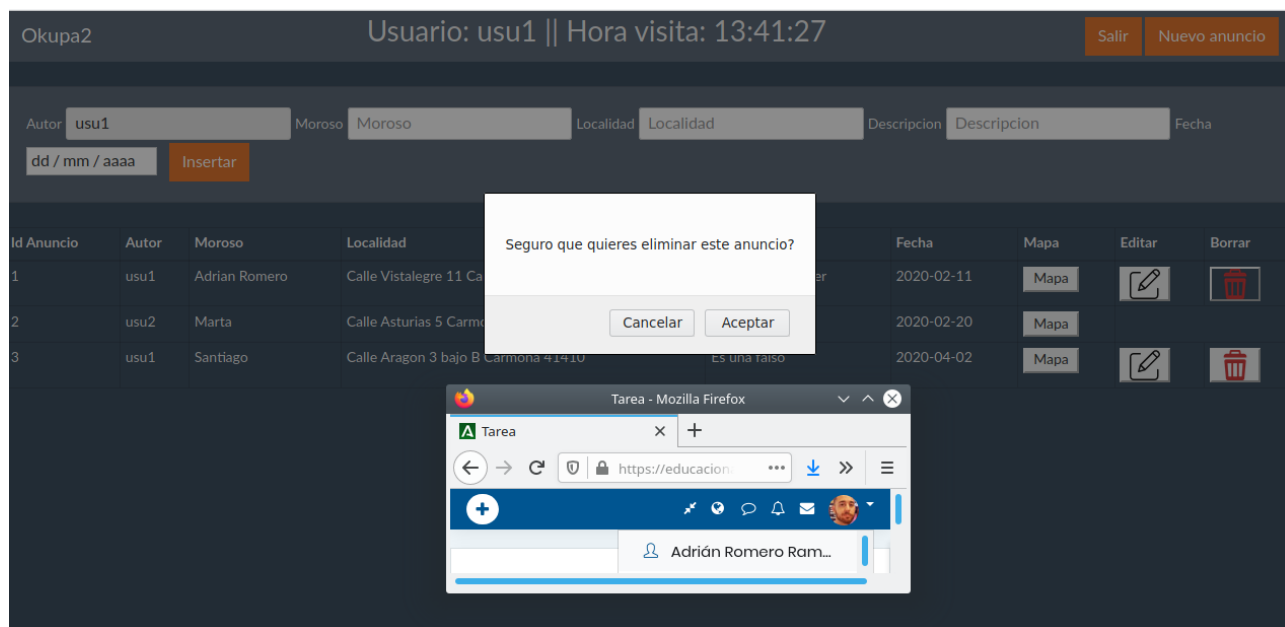 Okupa2 Usuario: usu1 || Hora visita: 13:41:27 Salir Nuevo anuncio
Autor usu1 Moroso Moroso Localidad Localidad Descripcion Descripcion Fecha
dd / mm / aaaa Insertar
Seguro que quieres eliminar este anuncio?
Cancelar Aceptar
Id Anuncio Autor Moroso Localidad Fecha Mapa Editar Borrar
1 usu1 Adrian Romero Calle Vistalegre 11 2020-02-11 Mapa
2 usu2 Marta Calle Asturias 5 2020-02-20 Mapa
3 usu1 Santiago Calle Aragon 3 bajo B Carmona 41410 Es una falso 2020-04-02 Mapa
Tarea - Mozilla Firefox
Tarea
https://educacion
Adrián Romero Ram...